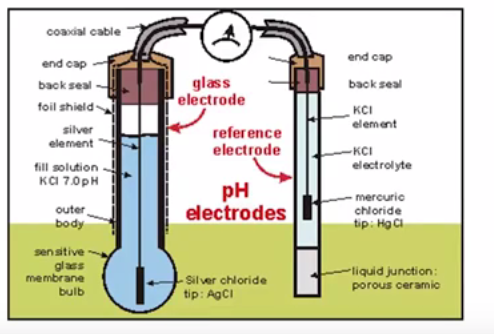 coaxial cable
end cap
back seal
foil shield
silver
element
fill solution
KCl 7.0pH
outer
body
sensitive
glass
membrane
bulb
glass
electrode
reference
electrode
pH
electrodes
Silver chloride
tip: AgCl
end cap
back seal
KCl
element
KCl
electrolyte
mercuric
chloride
tip: HgCl
liquid junction:
porous ceramic